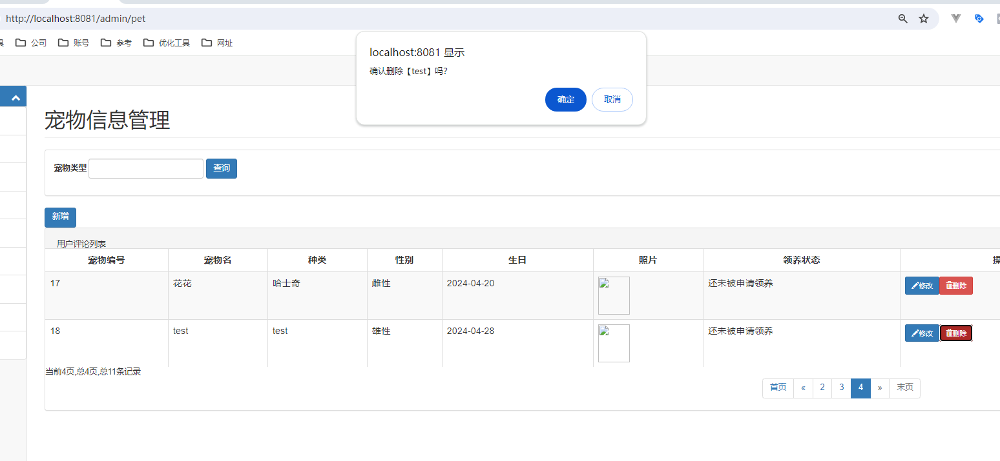 http://localhost:8081/admin/pet
具 公司 账号 参考 优化工具 网址
localhost:8081 显示
确认删除【test】吗?
确定 取消
宠物信息管理
宠物类型 查询
新增
用户评论列表
宠物编号 宠物名 种类 性别 生日 照片 领养状态 操
17 花花 哈士奇 雌性 2024-04-20 还未被申请领养 修改 删除
18 test test 雄性 2024-04-28 还未被申请领养 修改 删除
当前4页,总4页,总11条记录
首页 « 2 3 4 » 末页